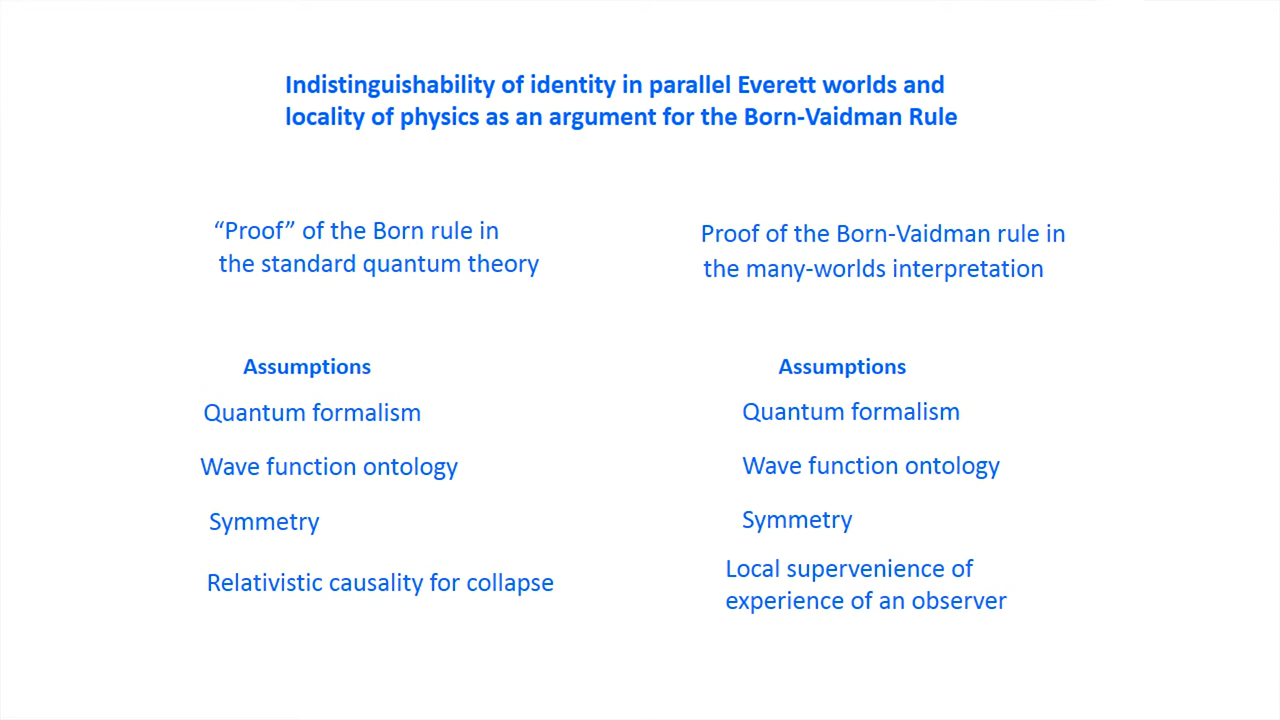 Indistinguishability of identity in parallel Everett worlds and
locality of physics as an argument for the Born-Vaidman Rule
“Proof” of the Born rule in
the standard quantum theory
Proof of the Born-Vaidman rule in
the many-worlds interpretation
Assumptions
Quantum formalism
Wave function ontology
Symmetry
Relativistic causality for collapse
Assumptions
Quantum formalism
Wave function ontology
Symmetry
Local supervenience of
experience of an observer